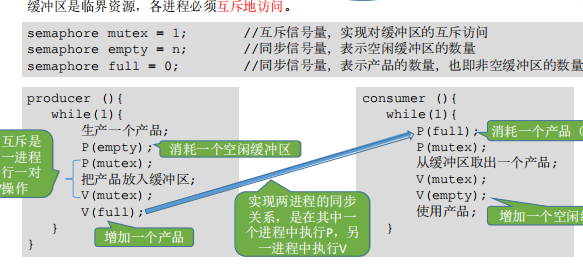 缓冲区是临界资源，各进程必须互斥地访问。
semaphore mutex = 1; //互斥信号量，实现对缓冲区的互斥访问
semaphore empty = n; //同步信号量，表示空闲缓冲区的数量
semaphore full = 0; //同步信号量，表示产品的数量，也即非空缓冲区的数量
producer (){
while(1){
生产一个产品;
P(empty);
消耗一个空闲缓冲区
P(mutex);
把产品放入缓冲区;
V(mutex);
V(full);
增加一个产品
}
}
互斥是
一进程
行一对
操作
实现两进程的同步
关系，是在其中一
个进程中执行P，另
一进程中执行V
consumer (){
while(1){
P(full);
消耗一个产品（
P(mutex);
从缓冲区取出一个产品;
V(mutex);
V(empty);
增加一个空闲
使用产品;
}
}